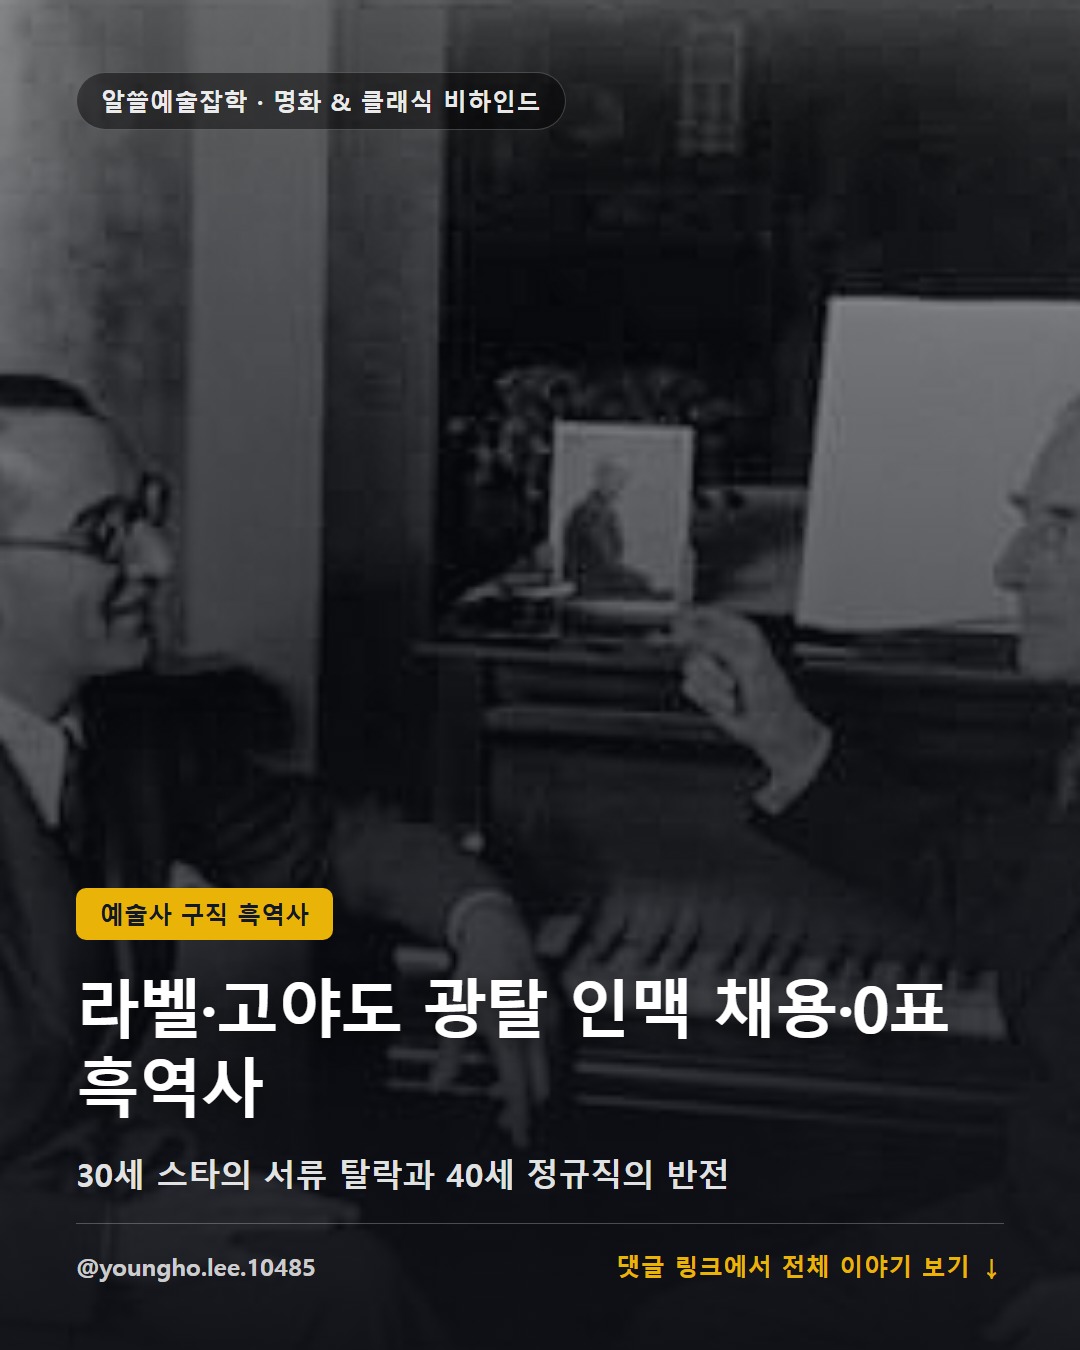 알쓸예술잡학 · 명화 & 클래식 비하인드
예술사 구직 흑역사
라벨·고야도 광탈 인맥 채용·0표
흑역사
30세 스타의 서류 탈락과 40세 정규직의 반전
@youngho.lee.10485
댓글 링크에서 전체 이야기 보기 ↓